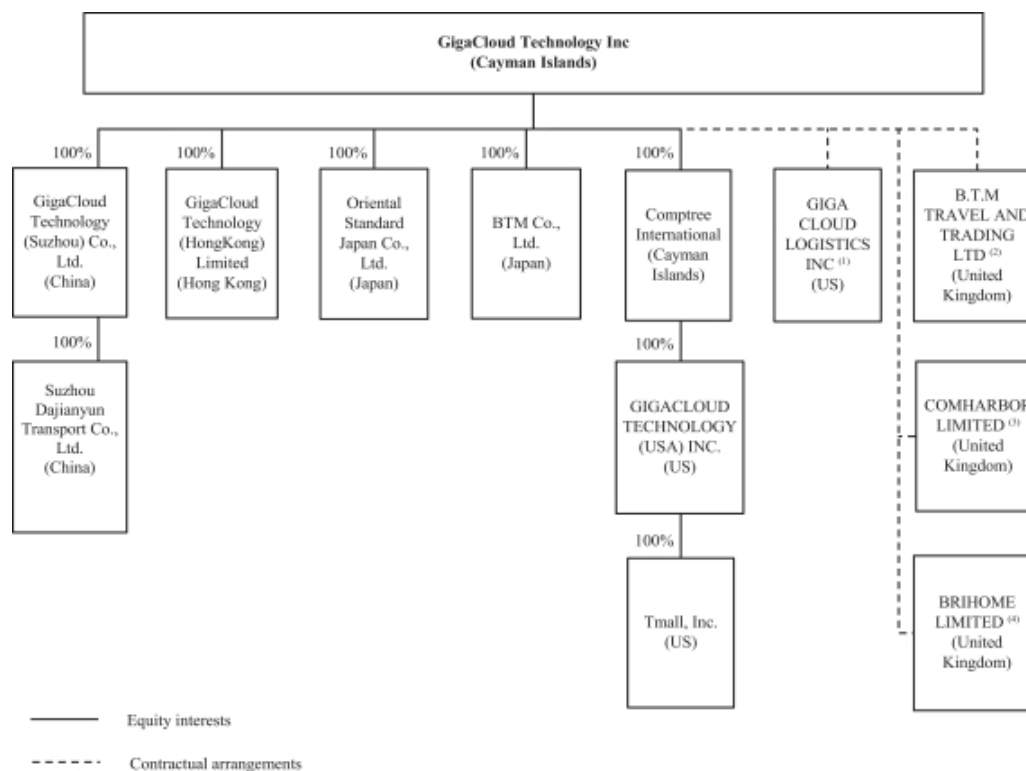 GigaCloud Technology Inc
(Cayman Islands)
100%
100%
100%
100%
100%
GigaCloud
Technology
(Suzhou) Co.,
Ltd.
(China)
GigaCloud
Technology
(HongKong)
Limited
(Hong Kong)
Oriental
Standard
Japan Co.,
Ltd.
(Japan)
BTM Co.,
Ltd.
(Japan)
Comptree
International
(Cayman
Islands)
GIGA
CLOUD
LOGISTICS
INC (1)
(US)
B.T.M
TRAVEL AND
TRADING
LTD (2)
(United
Kingdom)
100%
100%
Suzhou
Dajianyun
Transport Co.,
Ltd.
(China)
GIGACLOUD
TECHNOLOGY
(USA) INC.
(US)
COMHARBOR
LIMITED (3)
(United
Kingdom)
100%
Tmall, Inc.
(US)
BRIHOME
LIMITED (4)
(United
Kingdom)
Equity interests
Contractual arrangements